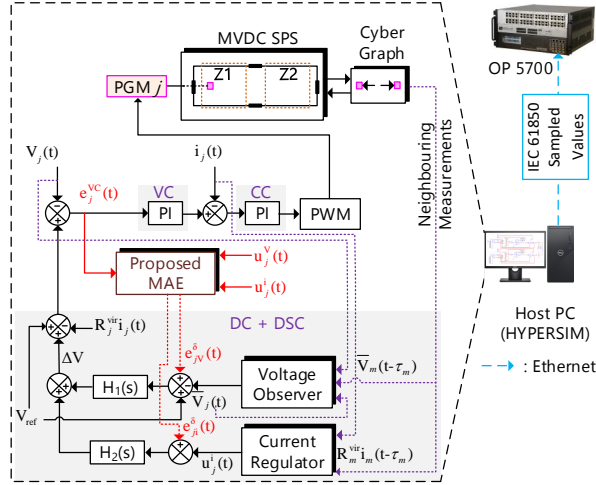 MVDC SPS
Cyber
Graph
Z1
Z2
PGM j
OP 5700
IEC 61850
Sampled
Values
V_j(t)
i_j(t)
e_j^VC(t)
VC
CC
PI
PI
PWM
Neighbouring
Measurements
Proposed
MAE
u_j^V(t)
u_j^i(t)
Host PC
(HYPERSIM)
: Ethernet
R_j^vir i_j(t)
DC + DSC
ΔV
e_jV^δ(t)
V̅_m(t-τ_m)
H₁(s)
Voltage
Observer
V̅_j(t)
V_ref
e_ji^δ(t)
H₂(s)
u_j^i(t)
Current
Regulator
R_m^vir i_m(t-τ_m)